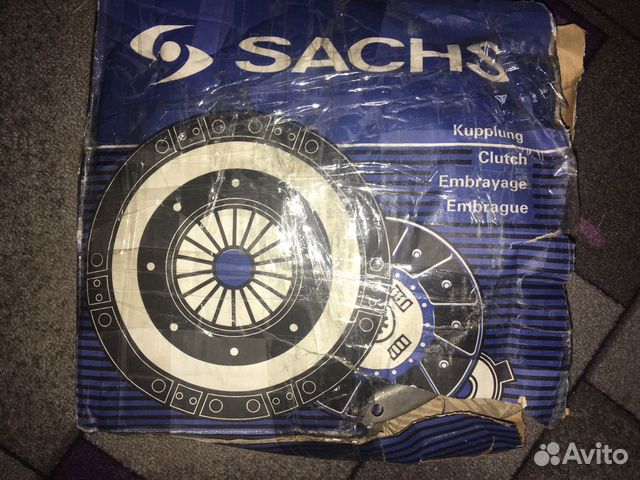 SACHS
Kupplung
Clutch
Embrayage
Embrague
Avito